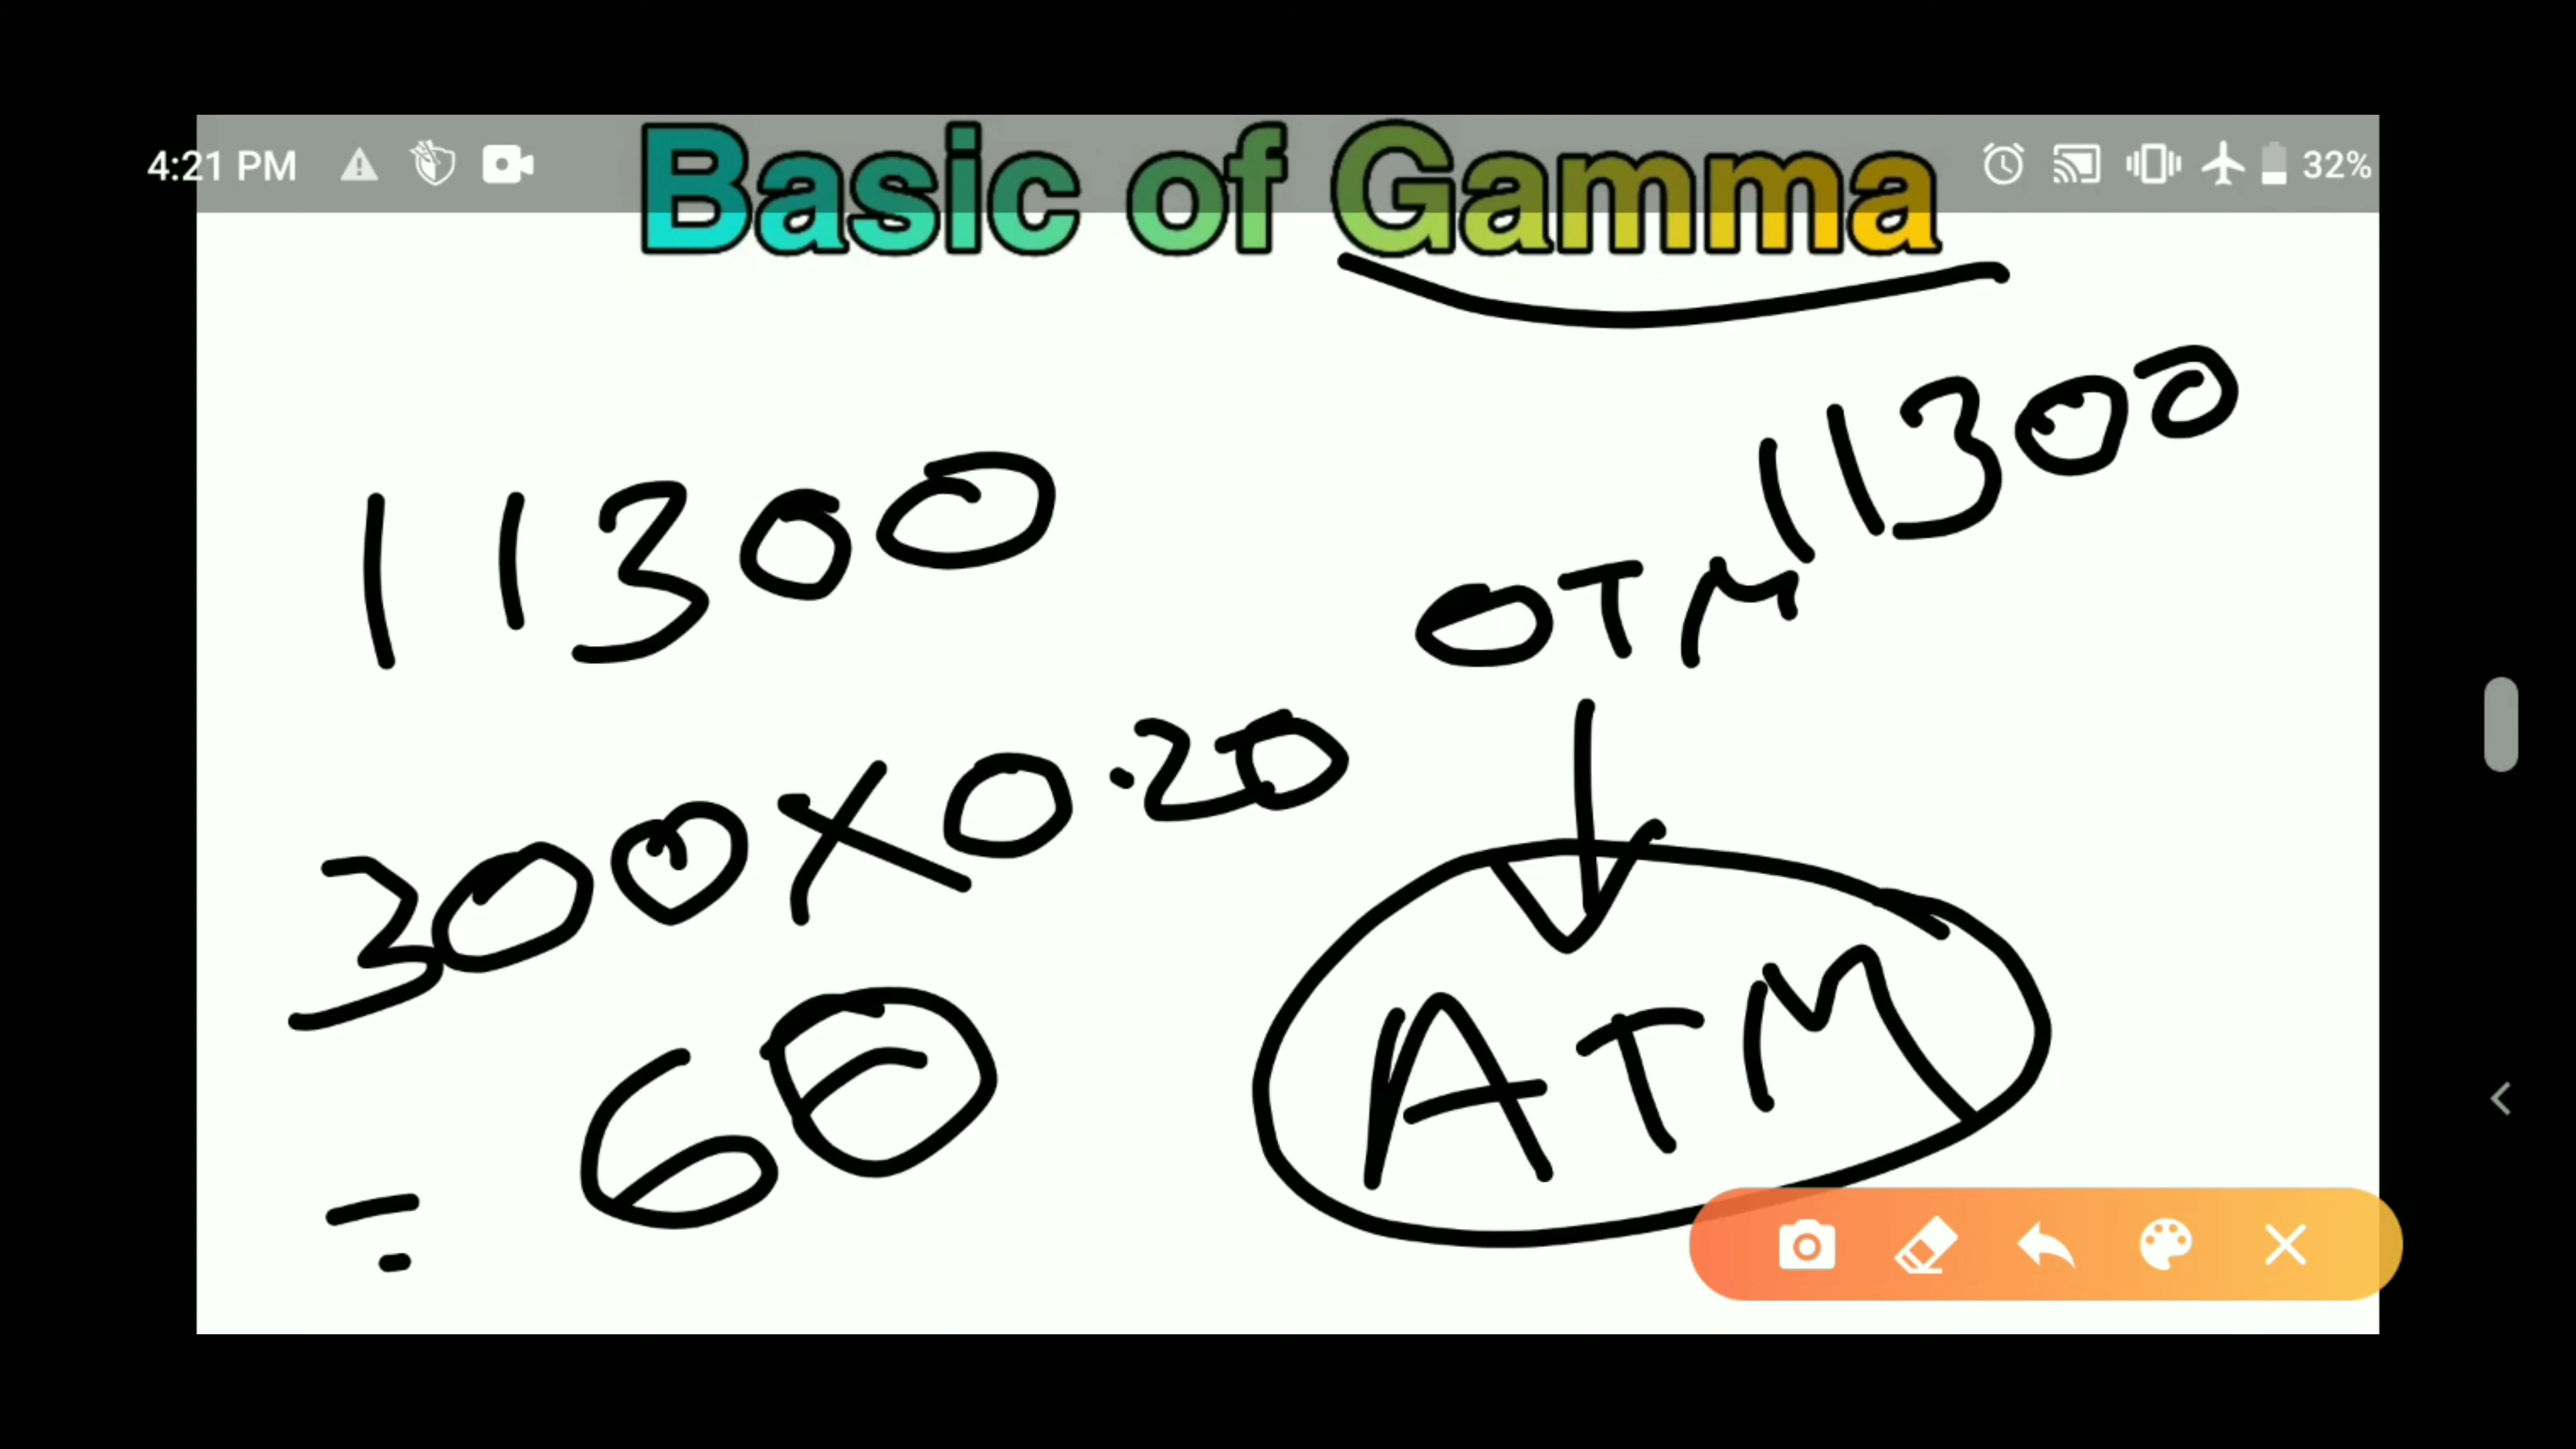 4:21 PM
32%
Basic of Gamma
11300
OTM 11300
300 X 0.20
ATM
= 60